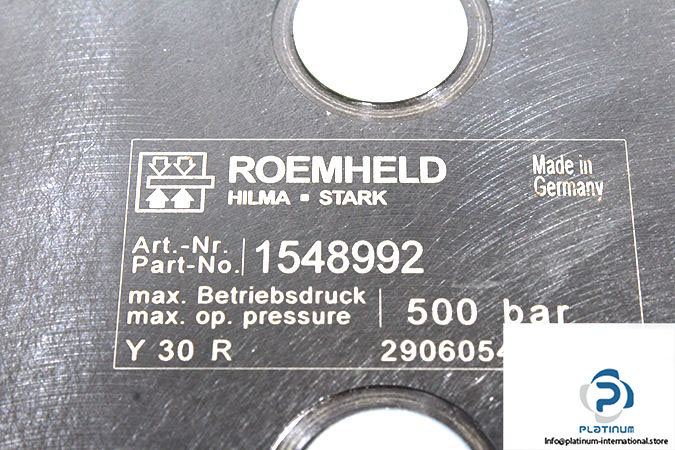 ROEMHELD
HILMA ▪ STARK
Made in
Germany
Art.-Nr.
Part-No. 1548992
max. Betriebsdruck
max. op. pressure 500 bar
Y 30 R
PLATINUM
Info@platinum-international.store